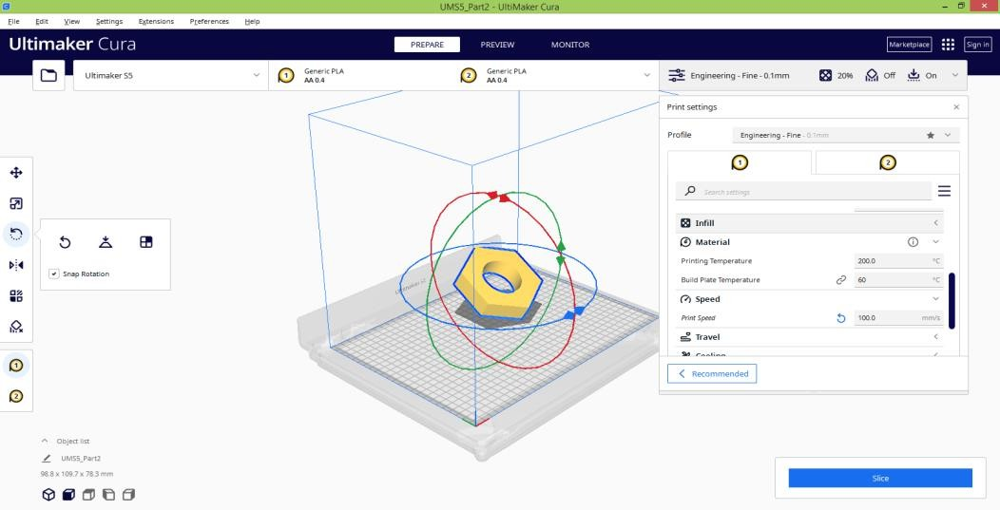 UMS5_Part2 - UltiMaker Cura
File Edit View Settings Extensions Preferences Help
Ultimaker Cura
PREPARE PREVIEW MONITOR
Marketplace Sign in
Ultimaker S5
1 Generic PLA
AA 0.4
2 Generic PLA
AA 0.4
Engineering - Fine - 0.1mm 20% Off On
Print settings
Profile Engineering - Fine - 0.1mm
1 2
Search settings
Infill
Material
Printing Temperature 200.0 °C
Build Plate Temperature 60 °C
Speed
Print Speed 100.0 mm/s
Travel
Cooling
Recommended
Snap Rotation
1
2
Object list
UMS5_Part2
98.8 x 109.7 x 78.3 mm
Slice